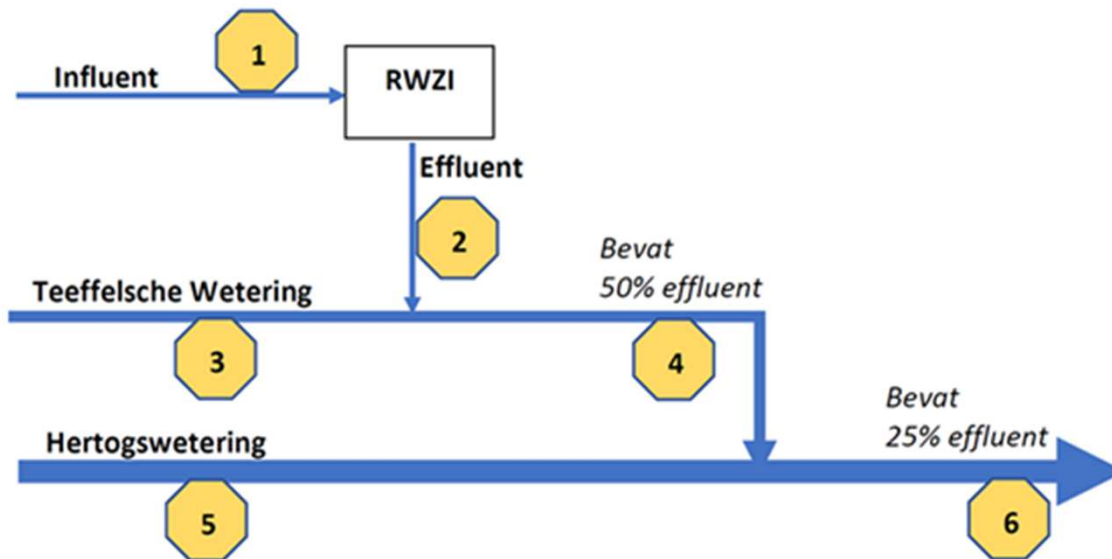 1
Influent
RWZI
Effluent
2
Bevat
50% effluent
Teeffelsche Wetering
3
4
Bevat
25% effluent
Hertogswetering
5
6